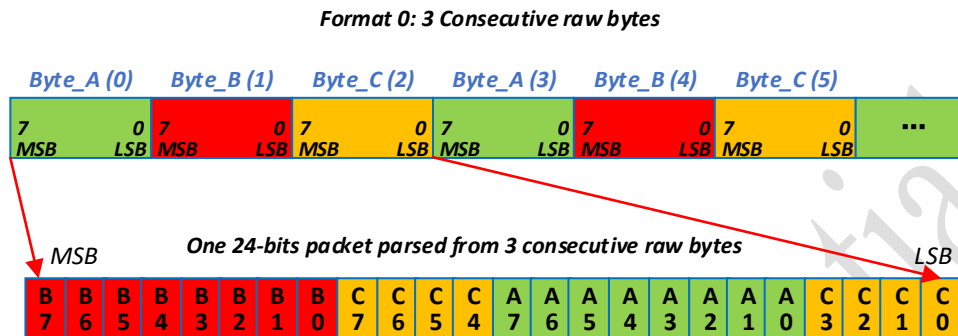 Format 0: 3 Consecutive raw bytes
Byte_A (0) Byte_B (1) Byte_C (2) Byte_A (3) Byte_B (4) Byte_C (5)
7 0 7 0 7 0 7 0 7 0 7 0 ...
MSB LSB MSB LSB MSB LSB MSB LSB MSB LSB MSB LSB
MSB One 24-bits packet parsed from 3 consecutive raw bytes LSB
B B B B B B B B C C C C A A A A A A A A C C C C
7 6 5 4 3 2 1 0 7 6 5 4 7 6 5 4 3 2 1 0 3 2 1 0